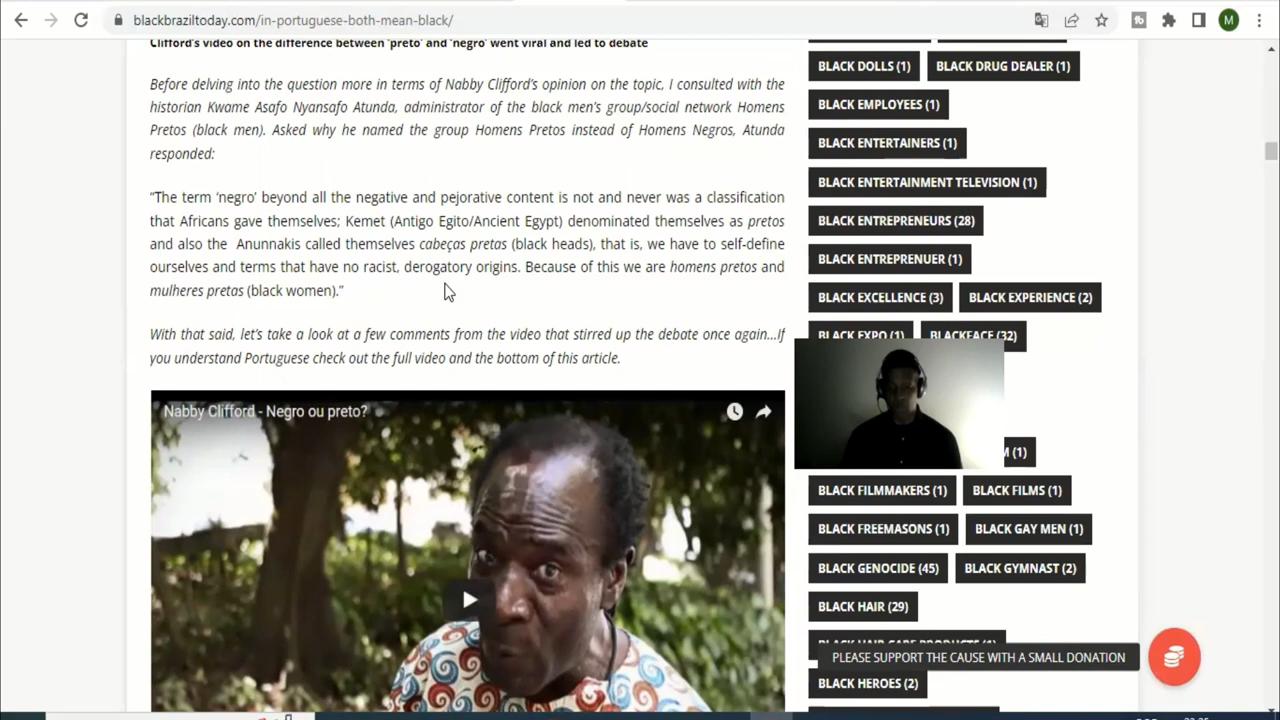 blackbraziltoday.com/in-portuguese-both-mean-black/
M
Clifford's video on the difference between 'preto' and 'negro' went viral and led to debate
Before delving into the question more in terms of Nabby Clifford's opinion on the topic, I consulted with the
historian Kwame Asafo Nyansafo Atunda, administrator of the black men's group/social network Homens
Pretos (black men). Asked why he named the group Homens Pretos instead of Homens Negros, Atunda
responded:
"The term 'negro' beyond all the negative and pejorative content is not and never was a classification
that Africans gave themselves; Kemet (Antigo Egito/Ancient Egypt) denominated themselves as pretos
and also the Anunnakis called themselves cabeças pretas (black heads), that is, we have to self-define
ourselves and terms that have no racist, derogatory origins. Because of this we are homens pretos and
mulheres pretas (black women)."
With that said, let's take a look at a few comments from the video that stirred up the debate once again...If
you understand Portuguese check out the full video and the bottom of this article.
Nabby Clifford - Negro ou preto?
BLACK DOLLS (1) BLACK DRUG DEALER (1)
BLACK EMPLOYEES (1)
BLACK ENTERTAINERS (1)
BLACK ENTERTAINMENT TELEVISION (1)
BLACK ENTREPRENEURS (28)
BLACK ENTREPRENUER (1)
BLACK EXCELLENCE (3) BLACK EXPERIENCE (2)
BLACK EXPO (1) BLACKFACE (32)
M (1)
BLACK FILMMAKERS (1) BLACK FILMS (1)
BLACK FREEMASONS (1) BLACK GAY MEN (1)
BLACK GENOCIDE (45) BLACK GYMNAST (2)
BLACK HAIR (29)
BLACK HAIR CARE PRODUCTS (1)
PLEASE SUPPORT THE CAUSE WITH A SMALL DONATION
BLACK HEROES (2)